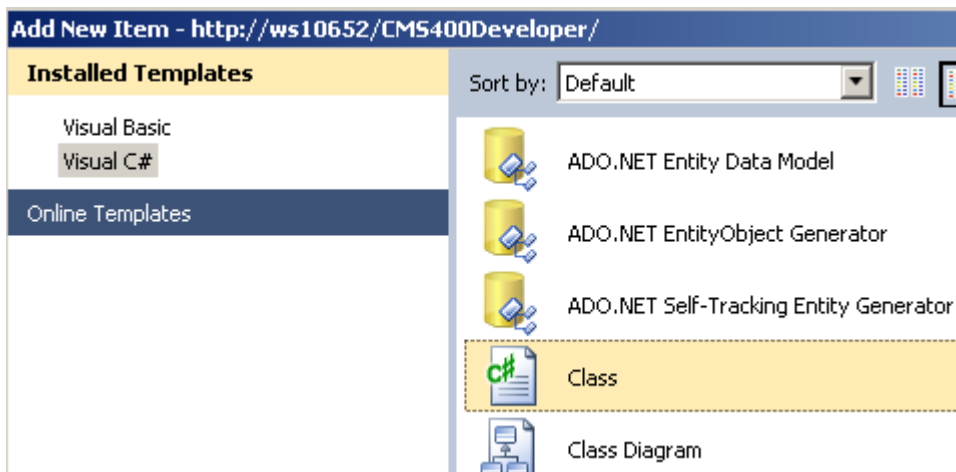 Add New Item - http://ws10652/CMS400Developer/
Installed Templates
Visual Basic
Visual C#
Online Templates
Sort by: Default
ADO.NET Entity Data Model
ADO.NET EntityObject Generator
ADO.NET Self-Tracking Entity Generator
C#
Class
Class Diagram